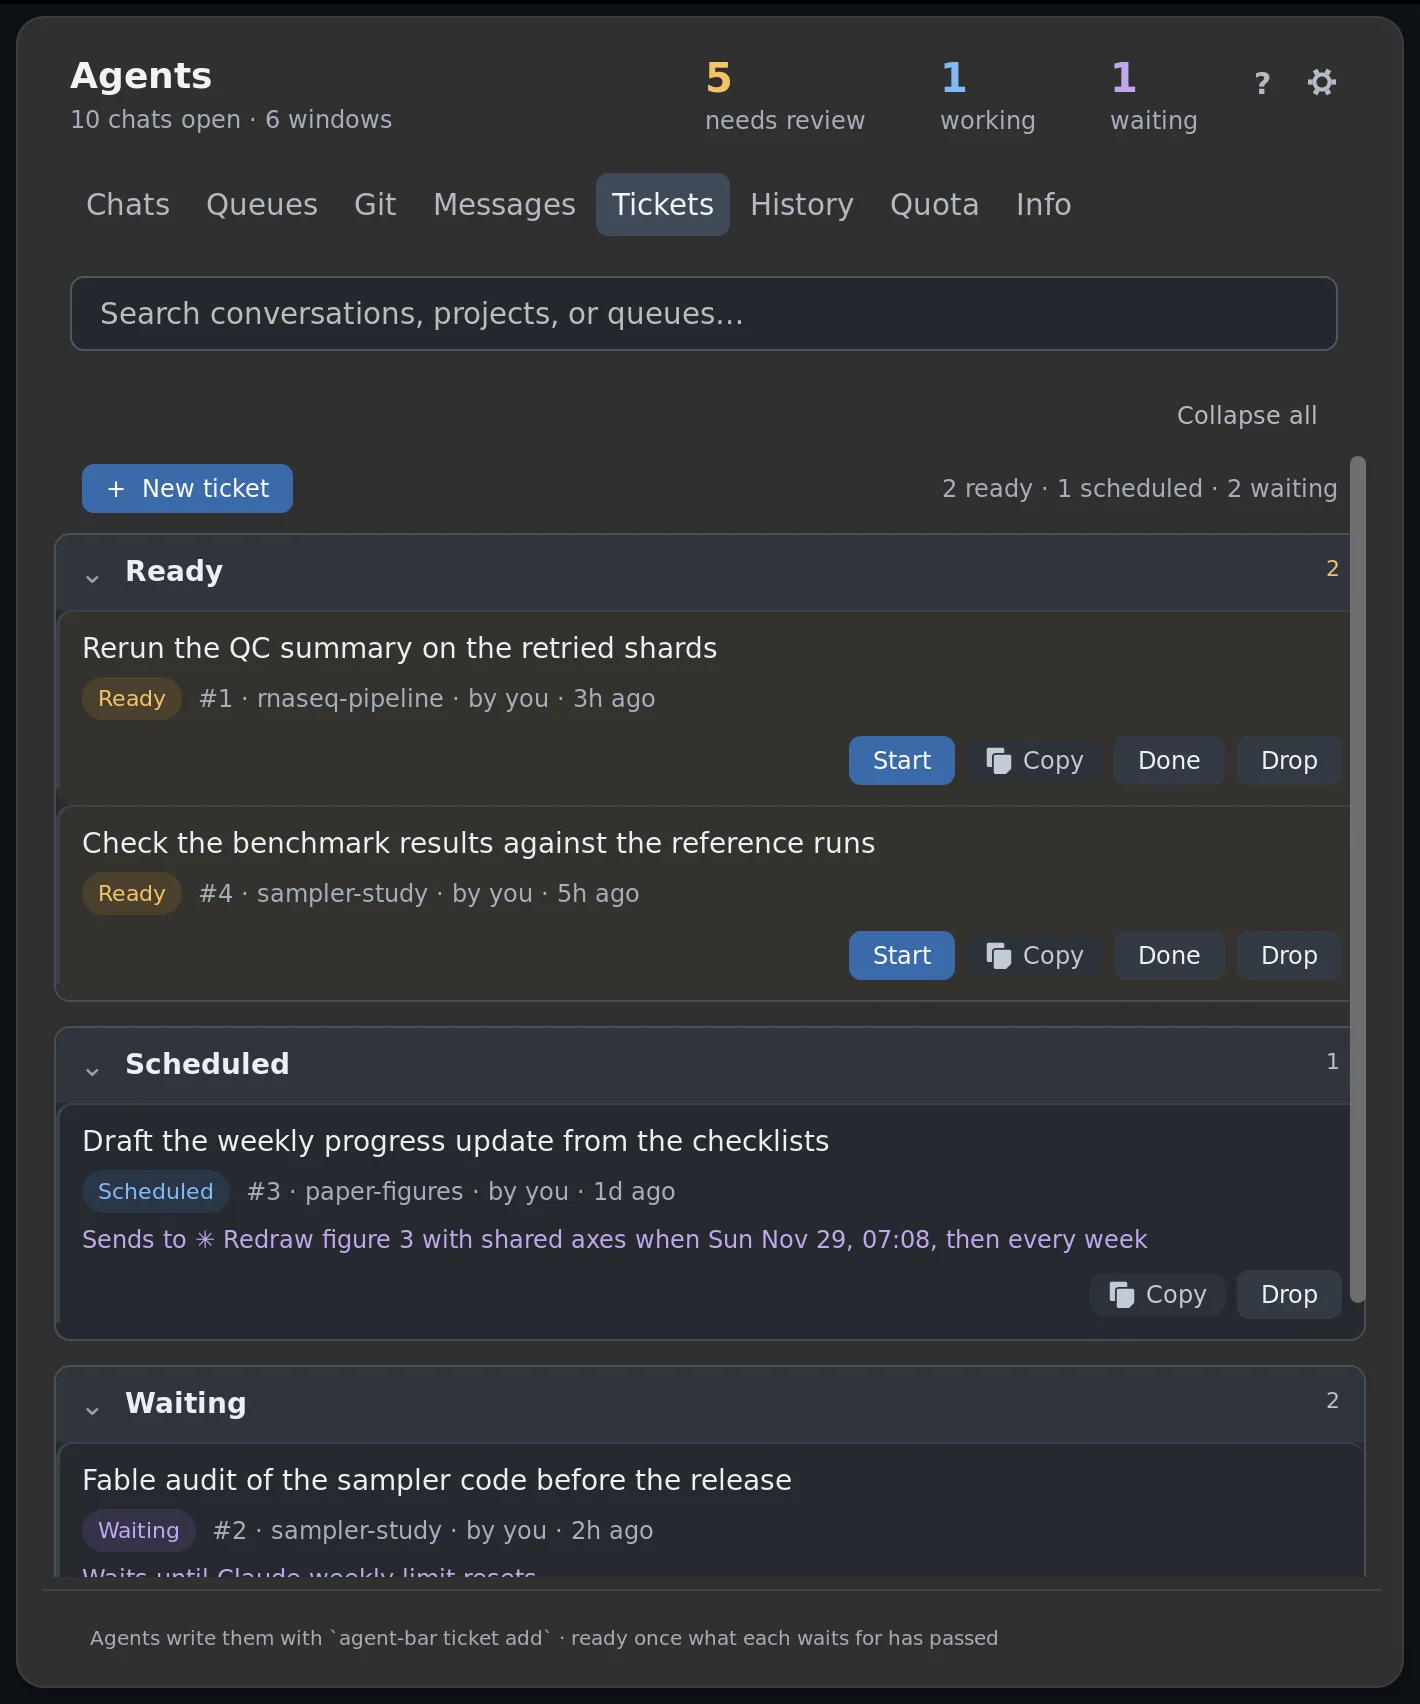 Agents
10 chats open · 6 windows
5 needs review
1 working
1 waiting
?
Chats Queues Git Messages Tickets History Quota Info
Search conversations, projects, or queues...
Collapse all
+ New ticket
2 ready · 1 scheduled · 2 waiting
Ready 2
Rerun the QC summary on the retried shards
Ready #1 · rnaseq-pipeline · by you · 3h ago
Start Copy Done Drop
Check the benchmark results against the reference runs
Ready #4 · sampler-study · by you · 5h ago
Start Copy Done Drop
Scheduled 1
Draft the weekly progress update from the checklists
Scheduled #3 · paper-figures · by you · 1d ago
Sends to ✳ Redraw figure 3 with shared axes when Sun Nov 29, 07:08, then every week
Copy Drop
Waiting 2
Fable audit of the sampler code before the release
Waiting #2 · sampler-study · by you · 2h ago
Waits until Claude weekly limit resets
Agents write them with `agent-bar ticket add` · ready once what each waits for has passed